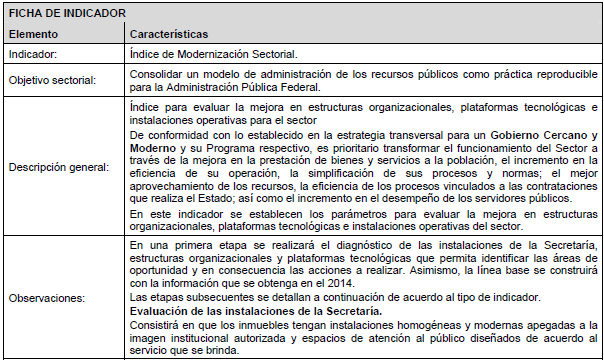 FICHA DE INDICADOR
Elemento Características
Indicador: Índice de Modernización Sectorial.
Objetivo sectorial: Consolidar un modelo de administración de los recursos públicos como práctica reproducible
para la Administración Pública Federal.
Descripción general:
Índice para evaluar la mejora en estructuras organizacionales, plataformas tecnológicas e
instalaciones operativas para el sector
De conformidad con lo establecido en la estrategia transversal para un Gobierno Cercano y
Moderno y su Programa respectivo, es prioritario transformar el funcionamiento del Sector a
través de la mejora en la prestación de bienes y servicios a la población, el incremento en la
eficiencia de su operación, la simplificación de sus procesos y normas; el mejor
aprovechamiento de los recursos, la eficiencia de los procesos vinculados a las contrataciones
que realiza el Estado; así como el incremento en el desempeño de los servidores públicos.
En este indicador se establecen los parámetros para evaluar la mejora en estructuras
organizacionales, plataformas tecnológicas e instalaciones operativas del sector.
Observaciones:
En una primera etapa se realizará el diagnóstico de las instalaciones de la Secretaría,
estructuras organizacionales y plataformas tecnológicas que permita identificar las áreas de
oportunidad y en consecuencia las acciones a realizar. Asimismo, la línea base se construirá
con la información que se obtenga en el 2014.
Las etapas subsecuentes se detallan a continuación de acuerdo al tipo de indicador.
Evaluación de las instalaciones de la Secretaría.
Consistirá en que los inmuebles tengan instalaciones homogéneas y modernas apegadas a la
imagen institucional autorizada y espacios de atención al público diseñados de acuerdo al
servicio que se brinda.